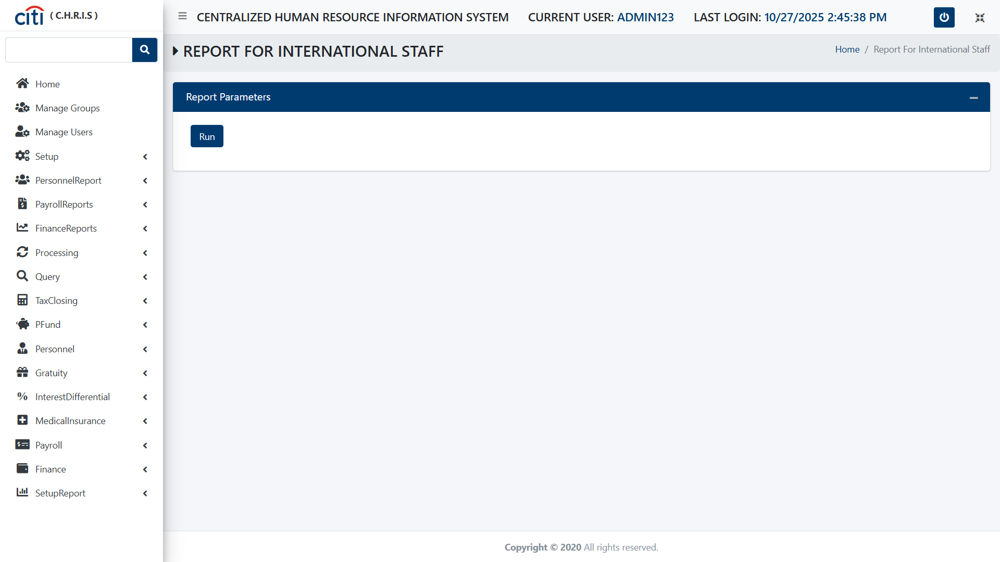 citi ( C.H.R.I.S )
CENTRALIZED HUMAN RESOURCE INFORMATION SYSTEM CURRENT USER: ADMIN123 LAST LOGIN: 10/27/2025 2:45:38 PM
REPORT FOR INTERNATIONAL STAFF
Home / Report For International Staff
Home
Manage Groups
Manage Users
Setup
PersonnelReport
PayrollReports
FinanceReports
Processing
Query
TaxClosing
PFund
Personnel
Gratuity
% InterestDifferential
MedicalInsurance
Payroll
Finance
SetupReport
Report Parameters
Run
Copyright © 2020 All rights reserved.